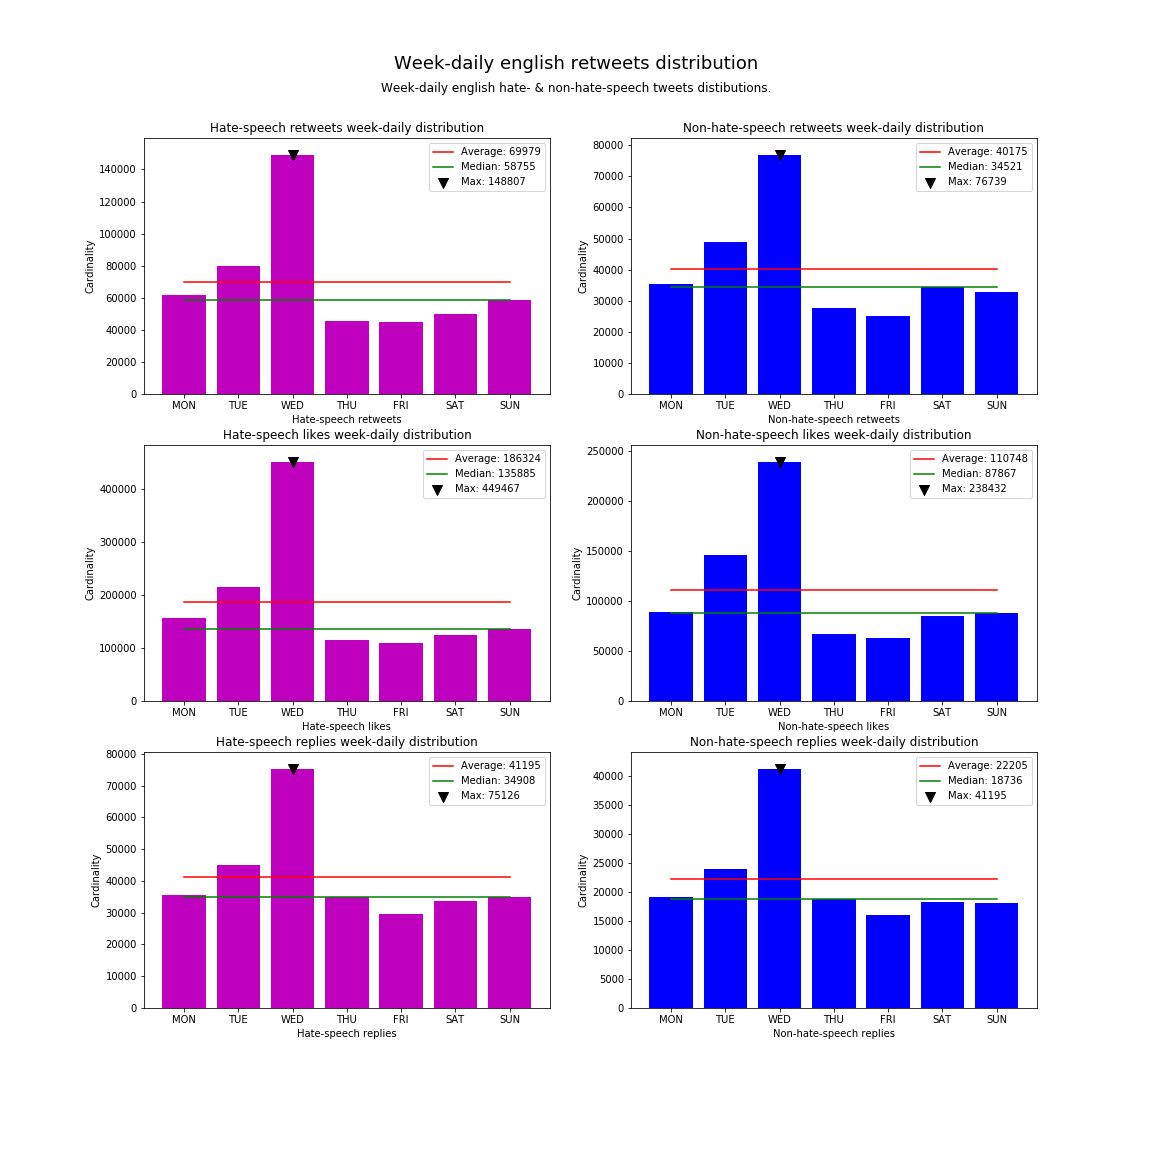 Week-daily english retweets distribution
Week-daily english hate- & non-hate-speech tweets distibutions.
Hate-speech retweets week-daily distribution
Average: 69979
Median: 58755
Max: 148807
140000
120000
100000
80000
60000
40000
20000
0
Cardinality
MON TUE WED THU FRI SAT SUN
Hate-speech retweets
Non-hate-speech retweets week-daily distribution
Average: 40175
Median: 34521
Max: 76739
80000
70000
60000
50000
40000
30000
20000
10000
0
Cardinality
MON TUE WED THU FRI SAT SUN
Non-hate-speech retweets
Hate-speech likes week-daily distribution
Average: 186324
Median: 135885
Max: 449467
400000
300000
200000
100000
0
Cardinality
MON TUE WED THU FRI SAT SUN
Hate-speech likes
Non-hate-speech likes week-daily distribution
Average: 110748
Median: 87867
Max: 238432
250000
200000
150000
100000
50000
0
Cardinality
MON TUE WED THU FRI SAT SUN
Non-hate-speech likes
Hate-speech replies week-daily distribution
Average: 41195
Median: 34908
Max: 75126
80000
70000
60000
50000
40000
30000
20000
10000
0
Cardinality
MON TUE WED THU FRI SAT SUN
Hate-speech replies
Non-hate-speech replies week-daily distribution
Average: 22205
Median: 18736
Max: 41195
40000
35000
30000
25000
20000
15000
10000
5000
0
Cardinality
MON TUE WED THU FRI SAT SUN
Non-hate-speech replies